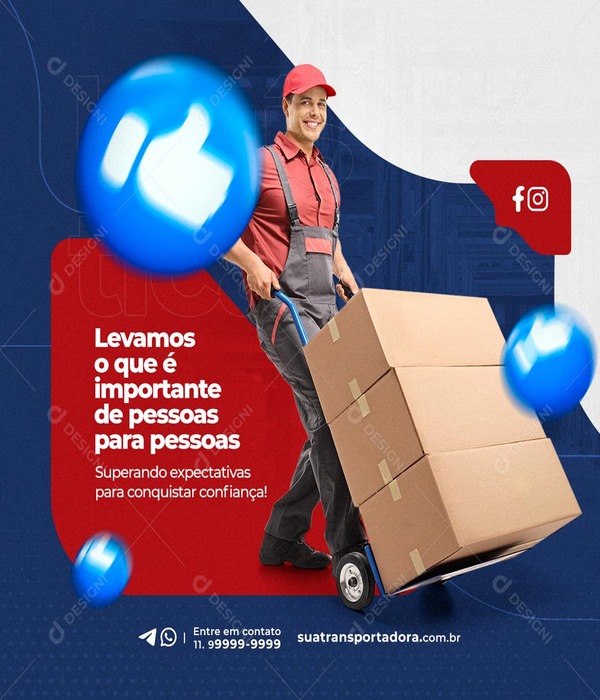 Levamos
o que é
importante
de pessoas
para pessoas
Superando expectativas
para conquistar confiança!
Entre em contato
11. 99999-9999
suatransportadora.com.br
DESIGNI